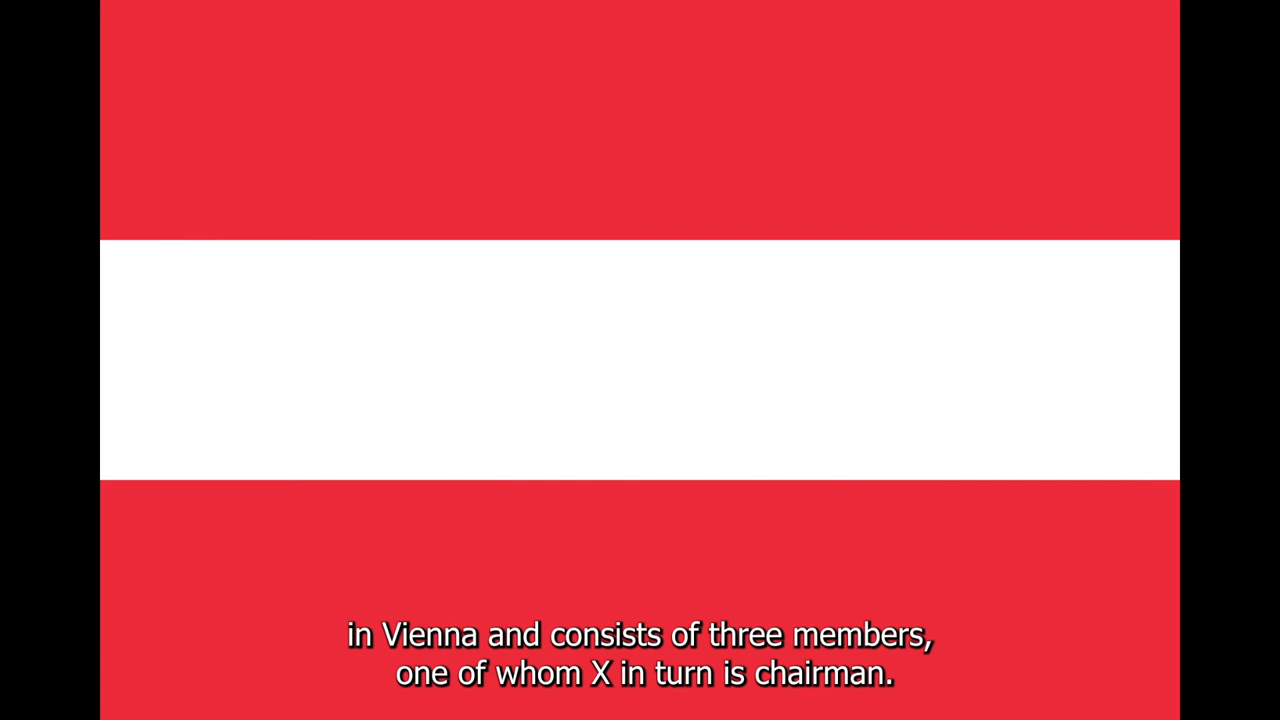 in Vienna and consists of three members,
one of whom X in turn is chairman.